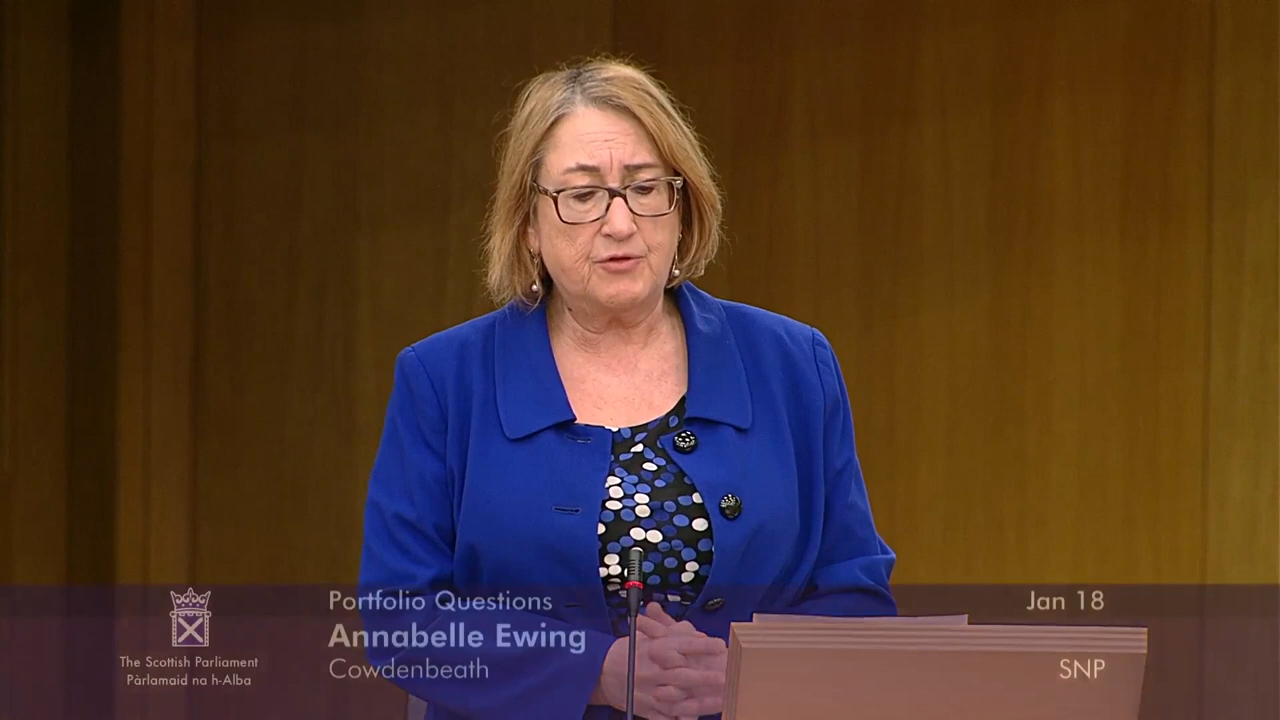 Portfolio Questions
Jan 18
Annabelle Ewing
Cowdenbeath
SNP
The Scottish Parliament
Pàrlamaid na h-Alba